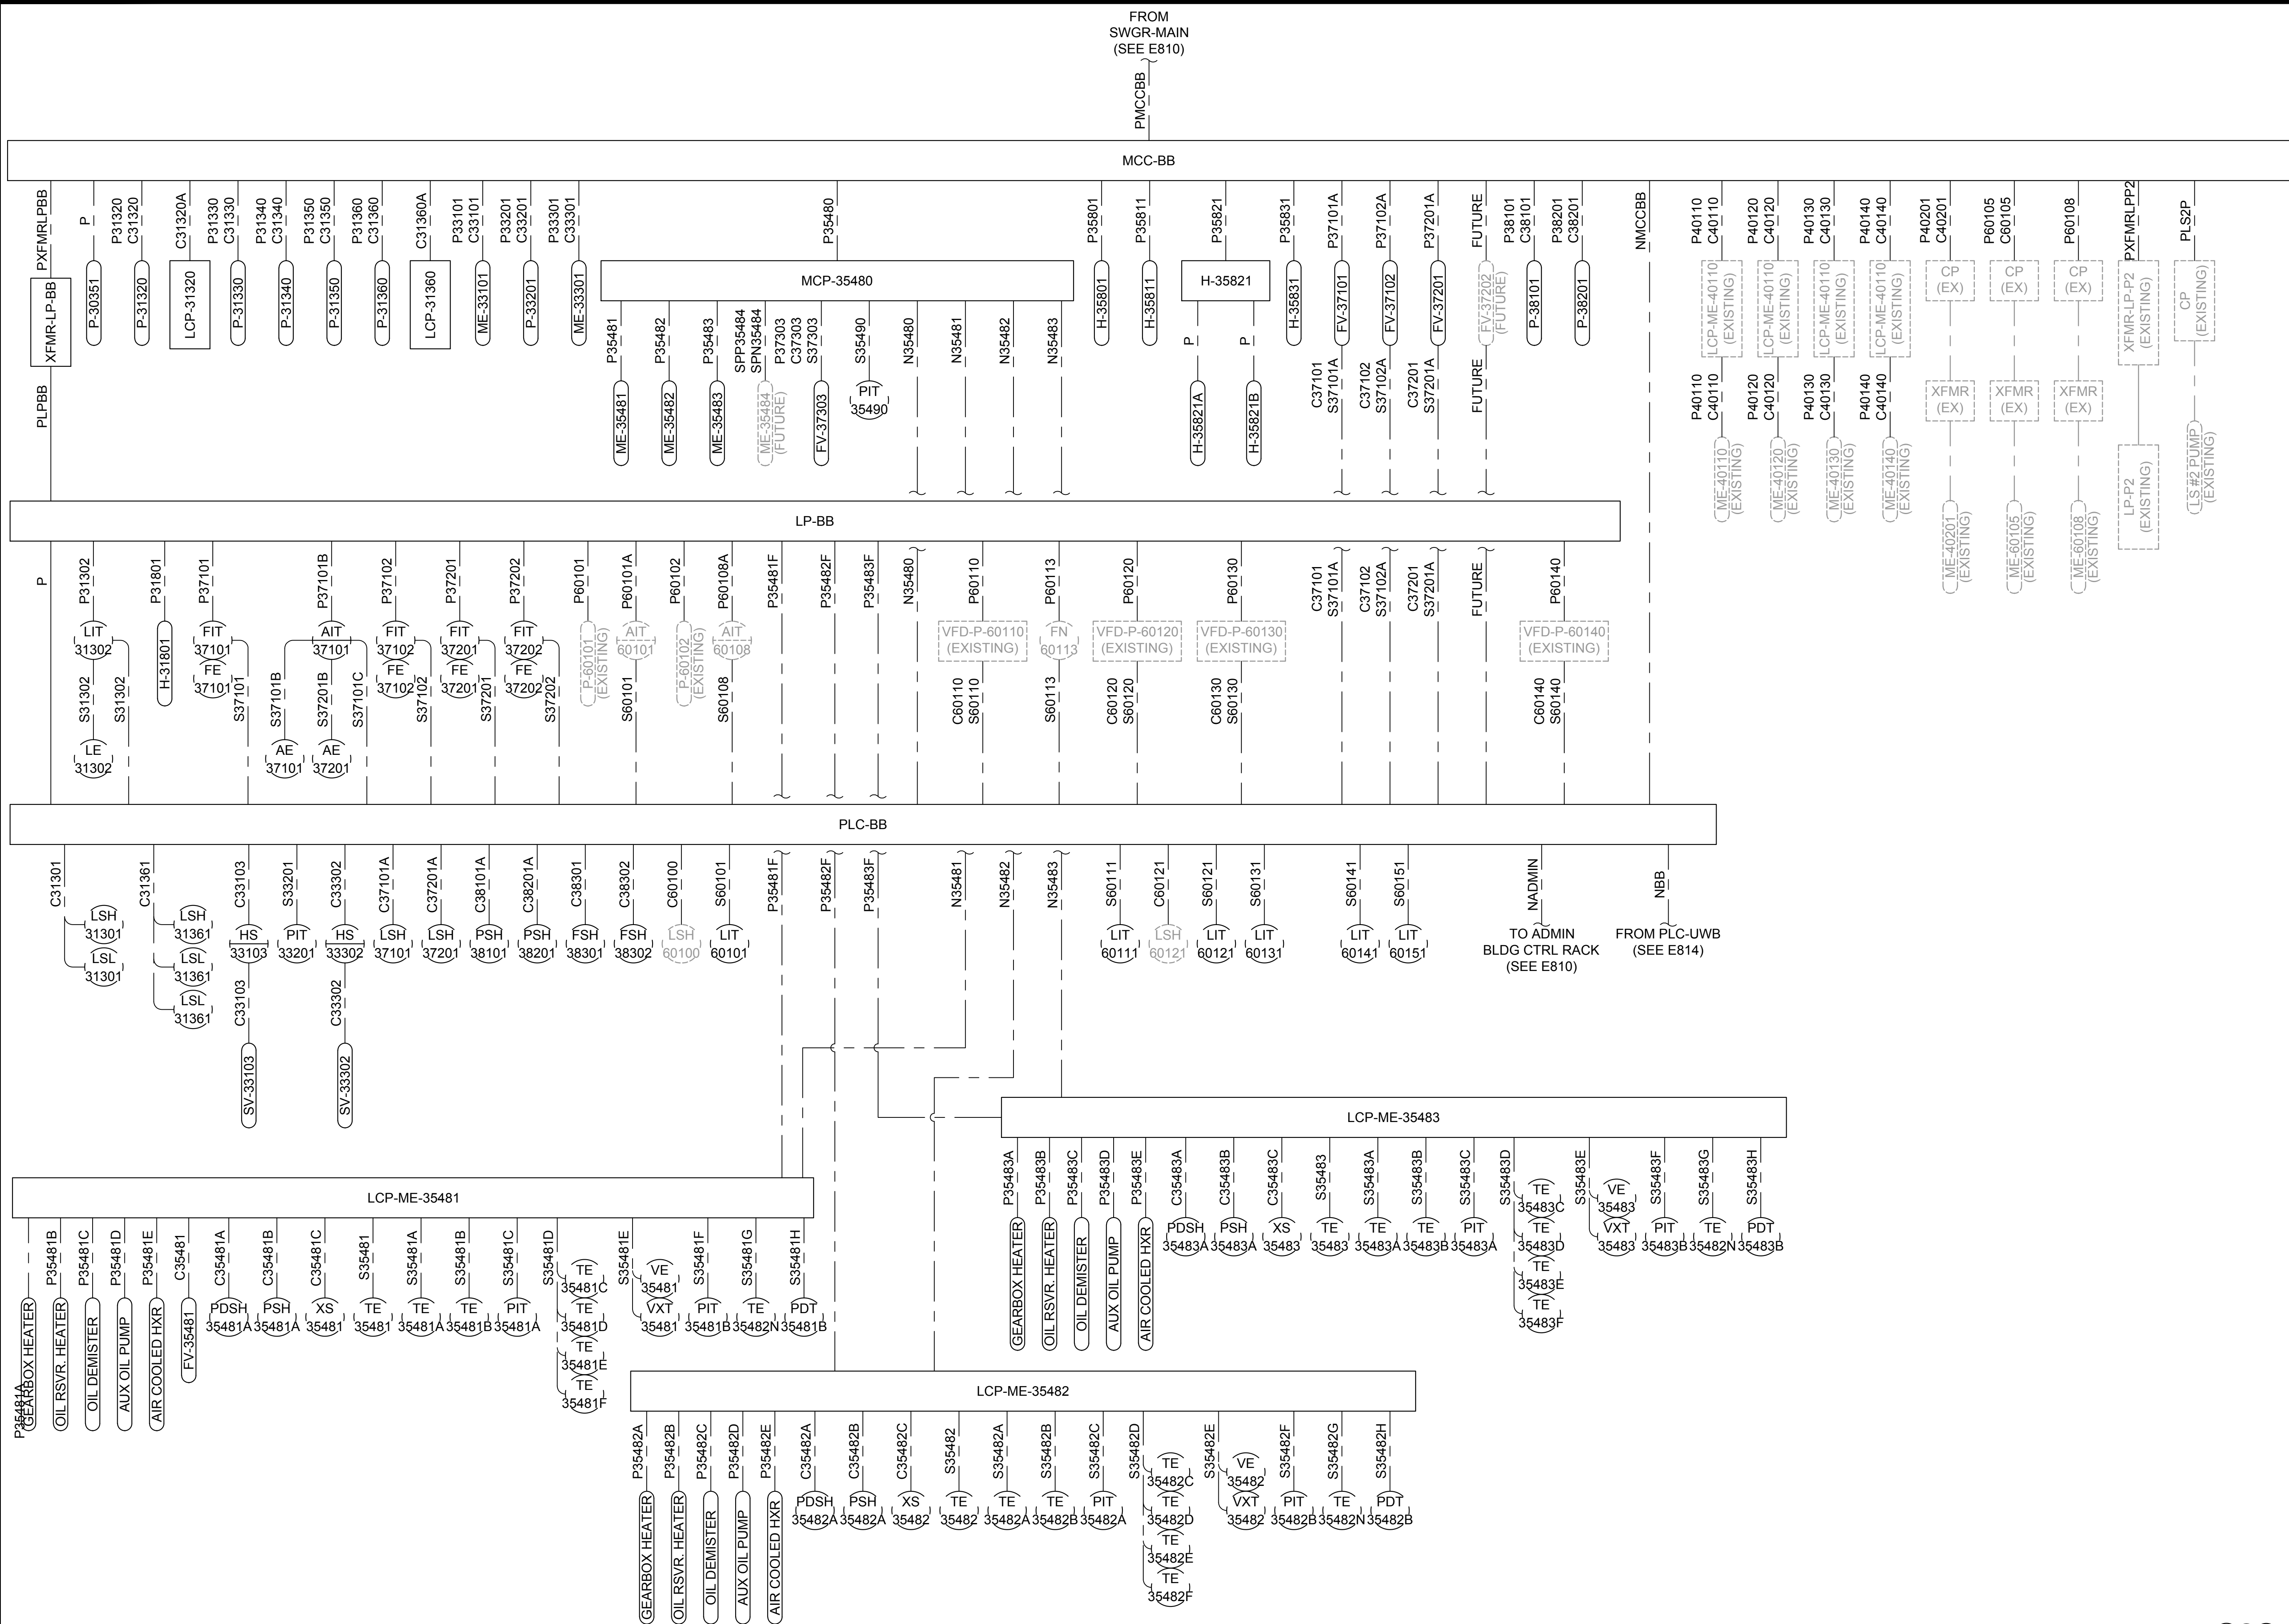 FROM
SWGR-MAIN
(SEE E810)
PMCCBB
MCC-BB
PXFMRLPBB
XFMR-LP-BB
PLPBB
P
P-30351
P31320
C31320
P-31320
C31320A
LCP-31320
P31330
C31330
P-31330
P31340
C31340
P-31340
P31350
C31350
P-31350
P31360
C31360
P-31360
C31360A
LCP-31360
P33101
C33101
ME-33101
P33201
C33201
P-33201
P33301
C33301
ME-33301
P35480
MCP-35480
P35481
ME-35481
P35482
ME-35482
P35483
ME-35483
SPP35484
SPN35484
ME-35484
(FUTURE)
P37303
C37303
S37303
FV-37303
S35490
PIT
35490
N35480
N35481
N35482
N35483
P35801
H-35801
P35811
H-35811
P35821
H-35821
P
H-35821A
P
H-35821B
P35831
H-35831
P37101A
FV-37101
C37101
S37101A
P37102A
FV-37102
C37102
S37102A
P37201A
FV-37201
C37201
S37201A
FUTURE
FV-37202
(FUTURE)
FUTURE
P38101
C38101
P-38101
P38201
C38201
P-38201
NMCCBB
P40110
C40110
LCP-ME-40110
(EXISTING)
P40110
C40110
ME-40110
(EXISTING)
P40120
C40120
LCP-ME-40110
(EXISTING)
P40120
C40120
ME-40120
(EXISTING)
P40130
C40130
LCP-ME-40110
(EXISTING)
P40130
C40130
ME-40130
(EXISTING)
P40140
C40140
LCP-ME-40110
(EXISTING)
P40140
C40140
ME-40140
(EXISTING)
P40201
C40201
CP
(EX)
XFMR
(EX)
ME-40201
(EXISTING)
P60105
C60105
CP
(EX)
XFMR
(EX)
ME-60105
(EXISTING)
P60108
CP
(EX)
XFMR
(EX)
ME-60108
(EXISTING)
PXFMRLPP2
XFMR-LP-P2
(EXISTING)
LP-P2
(EXISTING)
PLS2P
CP
(EXISTING)
LS #2 PUMP
(EXISTING)
LP-BB
P
P31302
LIT
31302
S31302
LE
31302
S31302
P31801
H-31801
P37101
FIT
37101
FE
37101
S37101
P37101B
AIT
37101
S37101B
AE
37101
S37201B
AE
37201
S37101C
P37102
FIT
37102
FE
37102
S37102
P37201
FIT
37201
FE
37201
S37201
P37202
FIT
37202
FE
37202
S37202
P60101
P-60101
(EXISTING)
P60101A
AIT
60101
S60101
P60102
P-60102
(EXISTING)
P60108A
AIT
60108
S60108
P35481F
P35482F
P35483F
N35480
P60110
VFD-P-60110
(EXISTING)
C60110
S60110
P60113
FN
60113
S60113
P60120
VFD-P-60120
(EXISTING)
C60120
S60120
P60130
VFD-P-60130
(EXISTING)
C60130
S60130
C37101
S37101A
C37102
S37102A
C37201
S37201A
FUTURE
P60140
VFD-P-60140
(EXISTING)
C60140
S60140
PLC-BB
C31301
LSH
31301
LSL
31301
C31361
LSH
31361
LSL
31361
LSL
31361
C33103
HS
33103
C33103
SV-33103
S33201
PIT
33201
C33302
HS
33302
C33302
SV-33302
C37101A
LSH
37101
C37201A
LSH
37201
C38101A
PSH
38101
C38201A
PSH
38201
C38301
FSH
38301
C38302
FSH
38302
C60100
LSH
60100
S60101
LIT
60101
P35481F
P35482F
P35483F
N35481
N35482
N35483
S60111
LIT
60111
C60121
LSH
60121
S60121
LIT
60121
S60131
LIT
60131
S60141
LIT
60141
S60151
LIT
60151
NADMIN
TO ADMIN
BLDG CTRL RACK
(SEE E810)
NBB
FROM PLC-UWB
(SEE E814)
LCP-ME-35483
P35483A
GEARBOX HEATER
P35483B
OIL RSVR. HEATER
P35483C
OIL DEMISTER
P35483D
AUX OIL PUMP
P35483E
AIR COOLED HXR
C35483A
PDSH
35483A
C35483B
PSH
35483A
C35483C
XS
35483
S35483
TE
35483
S35483A
TE
35483A
S35483B
TE
35483B
S35483C
PIT
35483A
S35483D
TE
35483C
TE
35483D
TE
35483E
TE
35483F
S35483E
VE
35483
VXT
35483
S35483F
PIT
35483B
S35483G
TE
35482N
S35483H
PDT
35483B
LCP-ME-35481
P35481A
GEARBOX HEATER
P35481B
OIL RSVR. HEATER
P35481C
OIL DEMISTER
P35481D
AUX OIL PUMP
P35481E
AIR COOLED HXR
C35481
FV-35481
C35481A
PDSH
35481A
C35481B
PSH
35481A
C35481C
XS
35481
S35481
TE
35481
S35481A
TE
35481A
S35481B
TE
35481B
S35481C
PIT
35481A
S35481D
TE
35481C
TE
35481D
TE
35481E
TE
35481F
S35481E
VE
35481
VXT
35481
S35481F
PIT
35481B
S35481G
TE
35482N
S35481H
PDT
35481B
LCP-ME-35482
P35482A
GEARBOX HEATER
P35482B
OIL RSVR. HEATER
P35482C
OIL DEMISTER
P35482D
AUX OIL PUMP
P35482E
AIR COOLED HXR
C35482A
PDSH
35482A
C35482B
PSH
35482A
C35482C
XS
35482
S35482
TE
35482
S35482A
TE
35482A
S35482B
TE
35482B
S35482C
PIT
35482A
S35482D
TE
35482C
TE
35482D
TE
35482E
TE
35482F
S35482E
VE
35482
VXT
35482
S35482F
PIT
35482B
S35482G
TE
35482N
S35482H
PDT
35482B